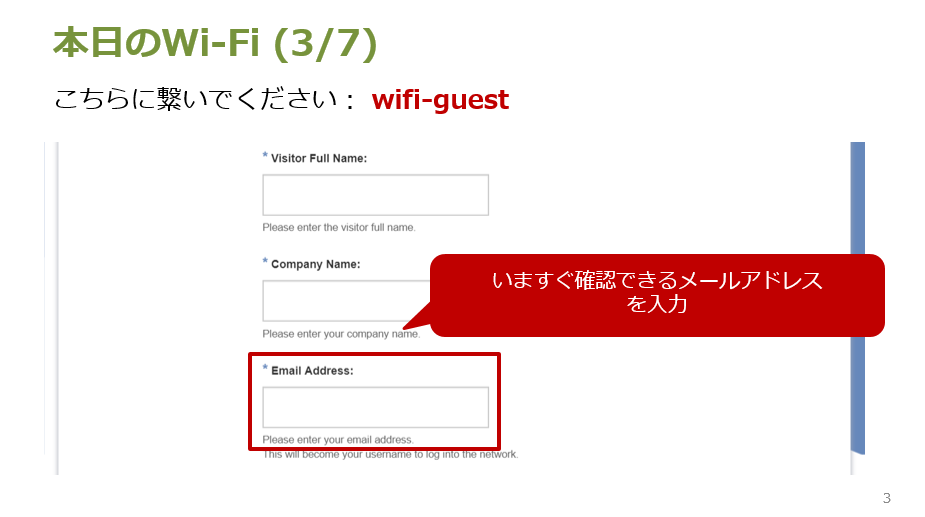 本日のWi-Fi (3/7)
こちらに繋いでください： wifi-guest
* Visitor Full Name:
Please enter the visitor full name.
* Company Name:
Please enter your company name.
いますぐ確認できるメールアドレス
を入力
* Email Address:
Please enter your email address.
This will become your username to log into the network.
3